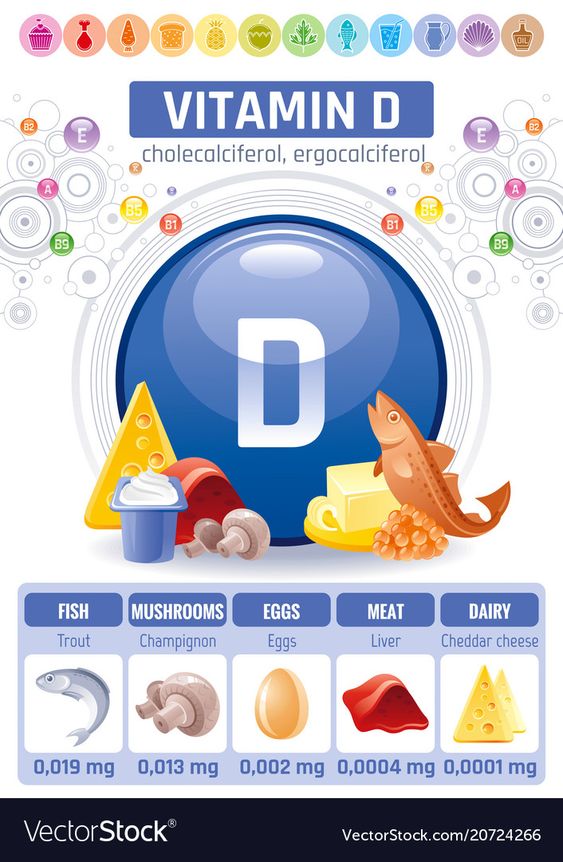 OIL
VITAMIN D
cholecalciferol, ergocalciferol
B2
E
K
A
B5
B1
B9
E
B2
K
A
B5
B1
B9
D
FISH
MUSHROOMS
EGGS
MEAT
DAIRY
Trout
Champignon
Eggs
Liver
Cheddar cheese
0,019 mg
0,013 mg
0,002 mg
0,0004 mg
0,0001 mg
VectorStock®
VectorStock.com/20724266